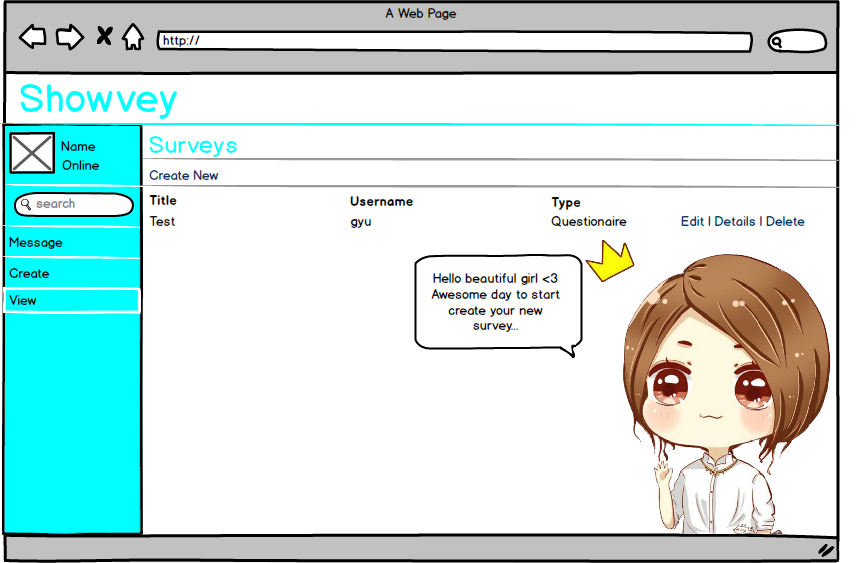 A Web Page
http://
Showvey
Name
Online
search
Message
Create
View
Surveys
Create New
Title Username Type
Test gyu Questionaire Edit | Details | Delete
Hello beautiful girl <3
Awesome day to start
create your new
survey...